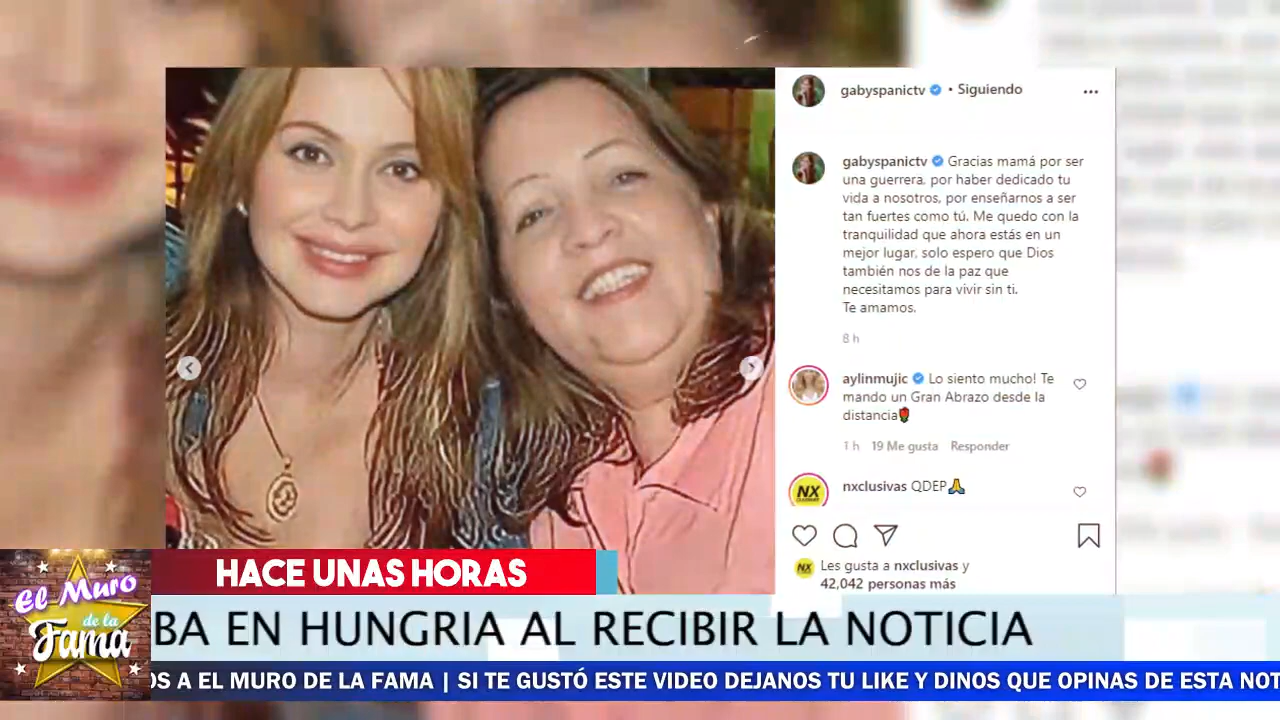 gabyspanictv • Siguiendo
gabyspanictv Gracias mamá por ser
una guerrera, por haber dedicado tu
vida a nosotros, por enseñarnos a ser
tan fuertes como tú. Me quedo con la
tranquilidad que ahora estás en un
mejor lugar, solo espero que Dios
también nos de la paz que
necesitamos para vivir sin ti.
Te amamos.
8 h
aylinmujic Lo siento mucho! Te
mando un Gran Abrazo desde la
distancia🌹
1 h 19 Me gusta Responder
NX
nxclusivas QDEP🙏
NX
Les gusta a nxclusivas y
42,042 personas más
HACE UNAS HORAS
El Muro
de la
Fama
BA EN HUNGRIA AL RECIBIR LA NOTICIA
OS A EL MURO DE LA FAMA | SI TE GUSTÓ ESTE VIDEO DEJANOS TU LIKE Y DINOS QUE OPINAS DE ESTA NOT